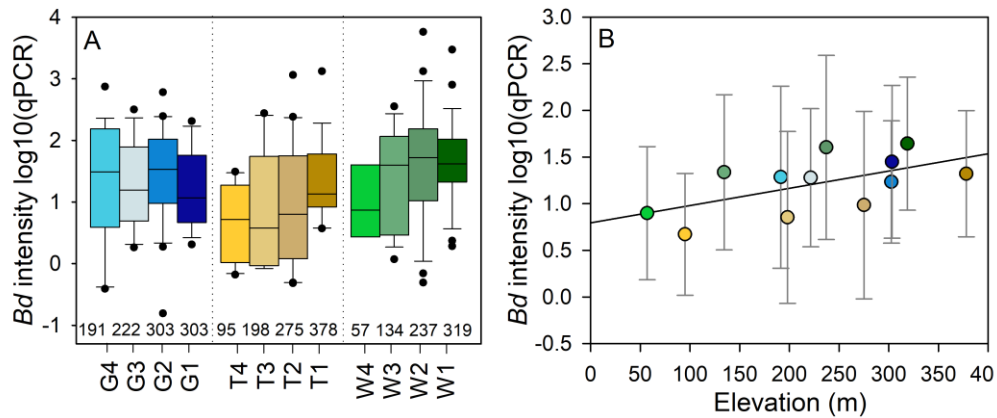 A
Bd intensity log10(qPCR)
4
3
2
1
0
-1
191 222 303 303 95 198 275 378 57 134 237 319
G4 G3 G2 G1 T4 T3 T2 T1 W4 W3 W2 W1
B
Bd intensity log10(qPCR)
3.0
2.5
2.0
1.5
1.0
0.5
0.0
-0.5
0 50 100 150 200 250 300 350 40
Elevation (m)